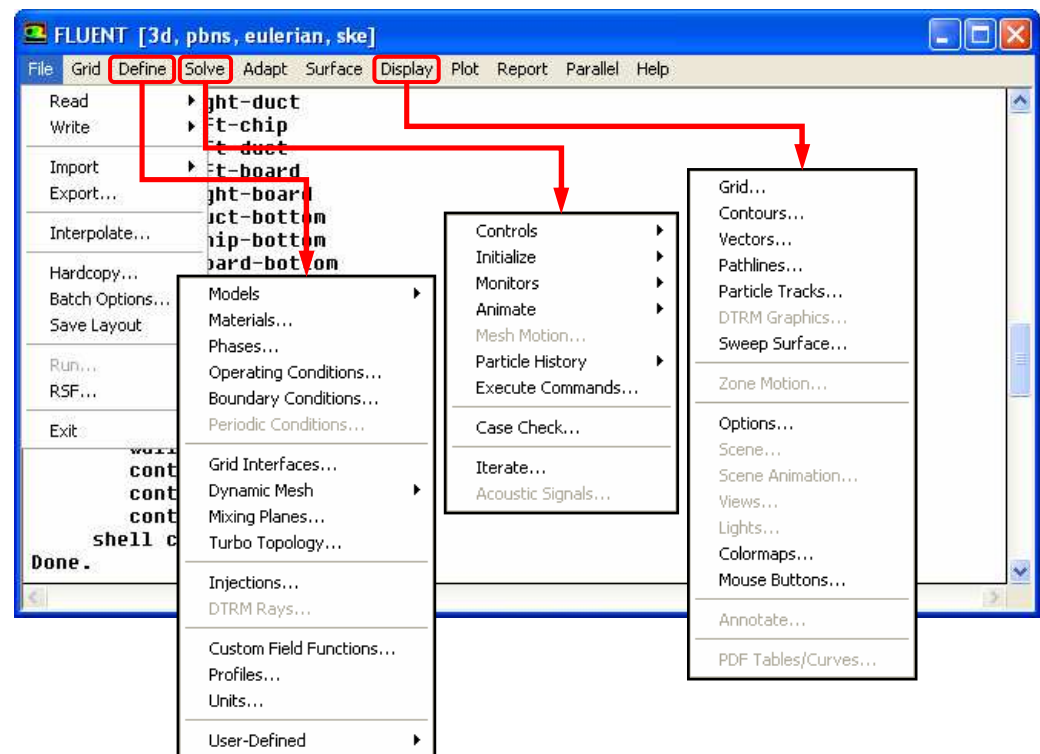 FLUENT [3d, pbns, eulerian, ske]
File Grid Define Solve Adapt Surface Display Plot Report Parallel Help
Read
Write
Import
Export...
Interpolate...
Hardcopy...
Batch Options...
Save Layout
Run...
RSF...
Exit
ght-duct
ft-chip
ft-duct
ft-board
ght-board
uct-bottom
hip-bottom
oard-bottom
wall
cont
cont
cont
shell c
Done.
Models
Materials...
Phases...
Operating Conditions...
Boundary Conditions...
Periodic Conditions...
Grid Interfaces...
Dynamic Mesh
Mixing Planes...
Turbo Topology...
Injections...
DTRM Rays...
Custom Field Functions...
Profiles...
Units...
User-Defined
Controls
Initialize
Monitors
Animate
Mesh Motion...
Particle History
Execute Commands...
Case Check...
Iterate...
Acoustic Signals...
Grid...
Contours...
Vectors...
Pathlines...
Particle Tracks...
DTRM Graphics...
Sweep Surface...
Zone Motion...
Options...
Scene...
Scene Animation...
Views...
Lights...
Colormaps...
Mouse Buttons...
Annotate...
PDF Tables/Curves...